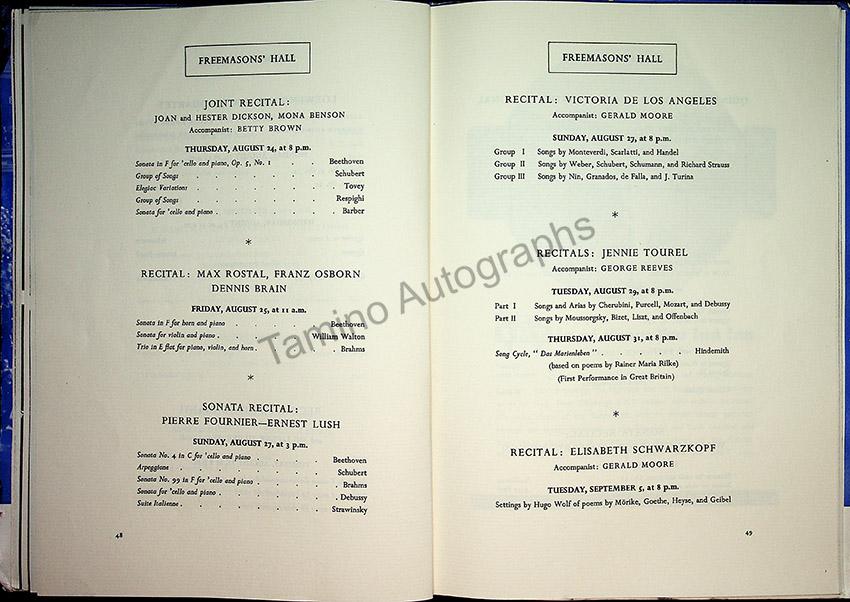 FREEMASONS' HALL
JOINT RECITAL:
JOAN and HESTER DICKSON, MONA BENSON
Accompanist: BETTY BROWN
THURSDAY, AUGUST 24, at 8 p.m.
Sonata in F for 'cello and piano, Op. 5, No. 1 . . Beethoven
Group of Songs . . . . . . Schubert
Elegiac Variations . . . . . . Tovey
Group of Songs . . . . . . Respighi
Sonata for 'cello and piano . . . . . Barber
*
RECITAL: MAX ROSTAL, FRANZ OSBORN
DENNIS BRAIN
FRIDAY, AUGUST 25, at 11 a.m.
Sonata in F for horn and piano . . . . Beethoven
Sonata for violin and piano . . . . William Walton
Trio in E flat for piano, violin, and horn . . . Brahms
*
SONATA RECITAL:
PIERRE FOURNIER—ERNEST LUSH
SUNDAY, AUGUST 27, at 3 p.m.
Sonata No. 4 in C for 'cello and piano . . . . Beethoven
Arpeggione . . . . . . . Schubert
Sonata No. 99 in F for 'cello and piano . . . . Brahms
Sonata for 'cello and piano . . . . . . Debussy
Suite Italienne . . . . . . . Strawinsky
48
FREEMASONS' HALL
RECITAL: VICTORIA DE LOS ANGELES
Accompanist: GERALD MOORE
SUNDAY, AUGUST 27, at 8 p.m.
Group I Songs by Monteverdi, Scarlatti, and Handel
Group II Songs by Weber, Schubert, Schumann, and Richard Strauss
Group III Songs by Nin, Granados, de Falla, and J. Turina
*
RECITALS: JENNIE TOUREL
Accompanist: GEORGE REEVES
TUESDAY, AUGUST 29, at 8 p.m.
Part I Songs and Arias by Cherubini, Purcell, Mozart, and Debussy
Part II Songs by Moussorgsky, Bizet, Liszt, and Offenbach
THURSDAY, AUGUST 31, at 8 p.m.
Song Cycle, "Das Marienleben" . . . . . Hindemith
(based on poems by Rainer Maria Rilke)
(First Performance in Great Britain)
*
RECITAL: ELISABETH SCHWARZKOPF
Accompanist: GERALD MOORE
TUESDAY, SEPTEMBER 5, at 8 p.m.
Settings by Hugo Wolf of poems by Mörike, Goethe, Heyse, and Geibel
49
Tamino Autographs